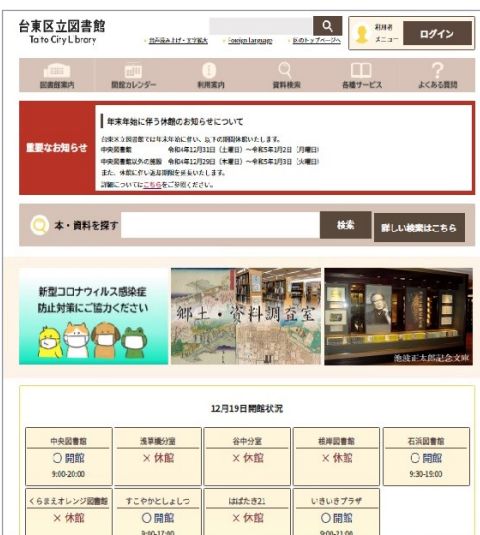 台東区立図書館
Taito City Library
音声読み上げ・文字拡大
Foreign Language
区のトップページへ
利用者
メニュー
ログイン
図書館案内
開館カレンダー
利用案内
資料検索
各種サービス
よくある質問
重要なお知らせ
年末年始に伴う休館のお知らせについて
台東区立図書館では年末年始に伴い、以下の期間休館いたします。
中央図書館 令和4年12月31日（土曜日）～令和5年1月2日（月曜日）
中央図書館以外の施設 令和4年12月29日（木曜日）～令和5年1月3日（火曜日）
また、休館に伴い返却期限を延長いたします。
詳細についてはこちらをご参照ください。
本・資料を探す
検索
詳しい検索はこちら
新型コロナウィルス感染症
防止対策にご協力ください
郷土・資料調査室
池波正太郎記念文庫
12月19日開館状況
中央図書館
〇 開館
9:00-20:00
浅草橋分室
× 休館
谷中分室
× 休館
根岸図書館
× 休館
石浜図書館
〇 開館
9:30-19:00
くらまえオレンジ図書館
× 休館
すこやかとしょしつ
〇 開館
9:00-17:00
はばたき21
× 休館
いきいきプラザ
〇 開館
9:00-21:00